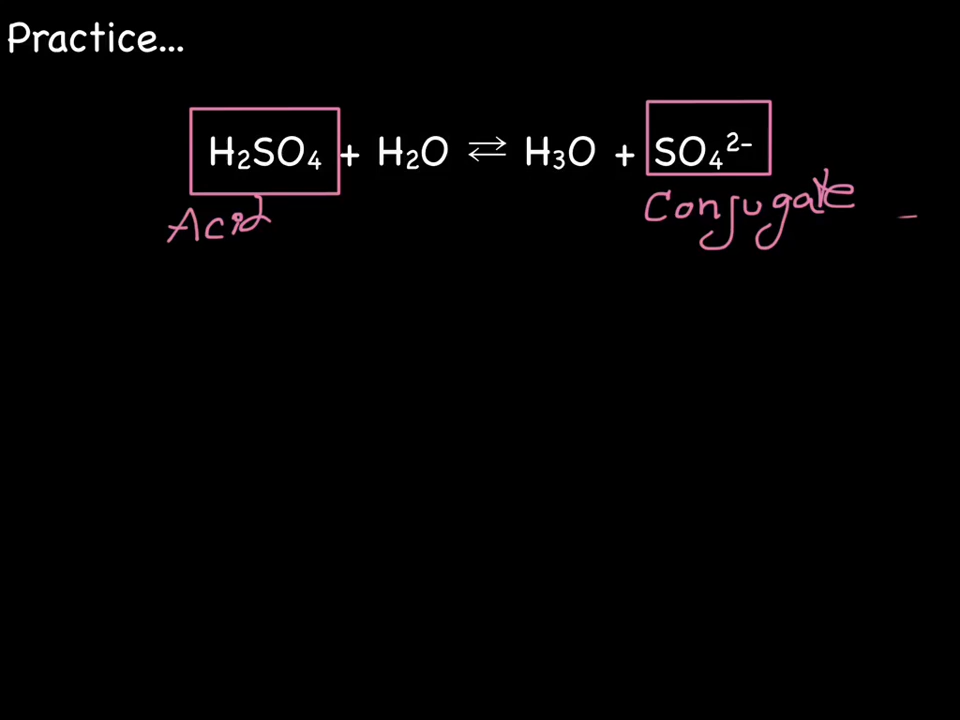 Practice...
H₂SO₄ + H₂O ⇄ H₃O + SO₄²⁻
Acid Conjugate